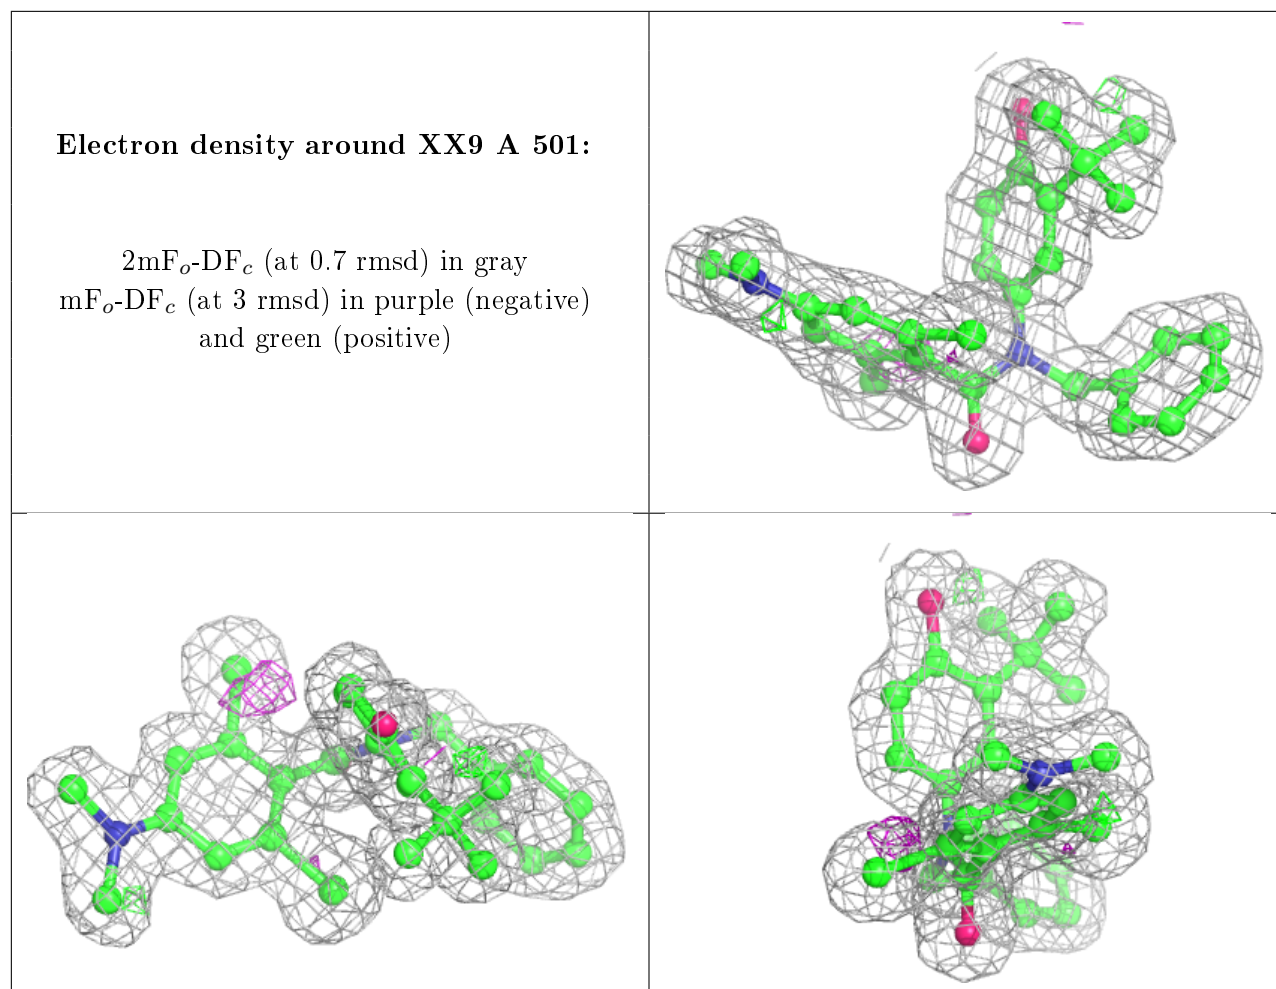 Electron density around XX9 A 501:
2mFo-DFc (at 0.7 rmsd) in gray
mFo-DFc (at 3 rmsd) in purple (negative)
and green (positive)